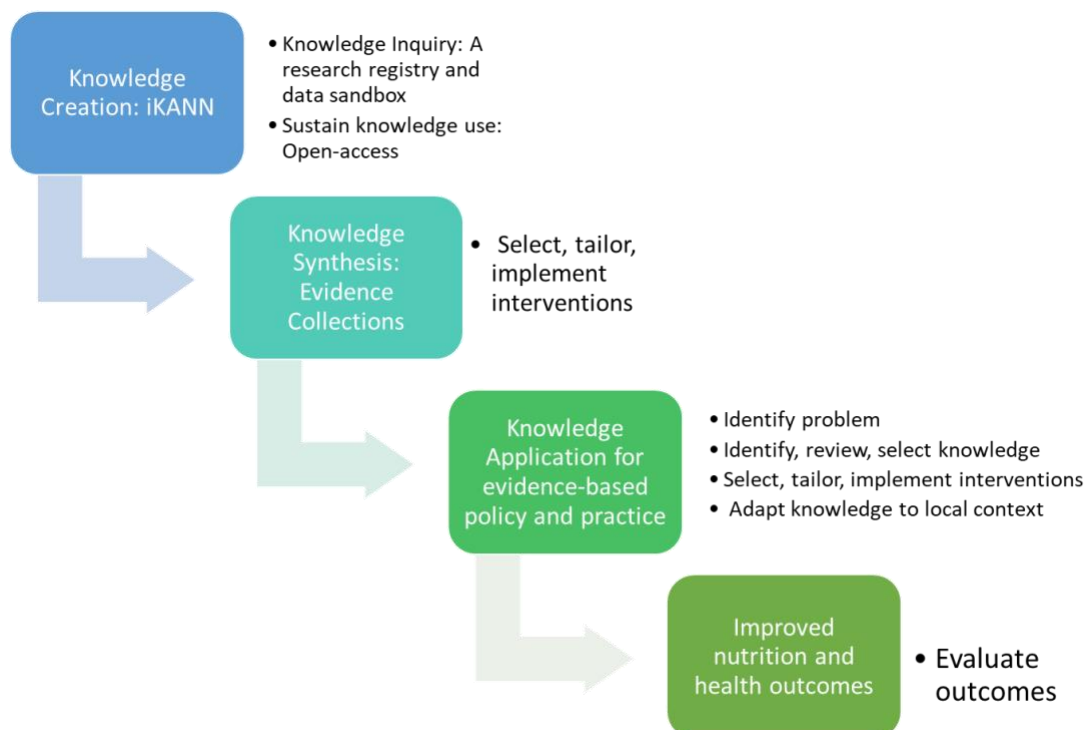 Knowledge
Creation: iKANN
• Knowledge Inquiry: A
research registry and
data sandbox
• Sustain knowledge use:
Open-access
Knowledge
Synthesis:
Evidence
Collections
• Select, tailor,
implement
interventions
Knowledge
Application for
evidence-based
policy and practice
• Identify problem
• Identify, review, select knowledge
• Select, tailor, implement interventions
• Adapt knowledge to local context
Improved
nutrition and
health outcomes
• Evaluate
outcomes